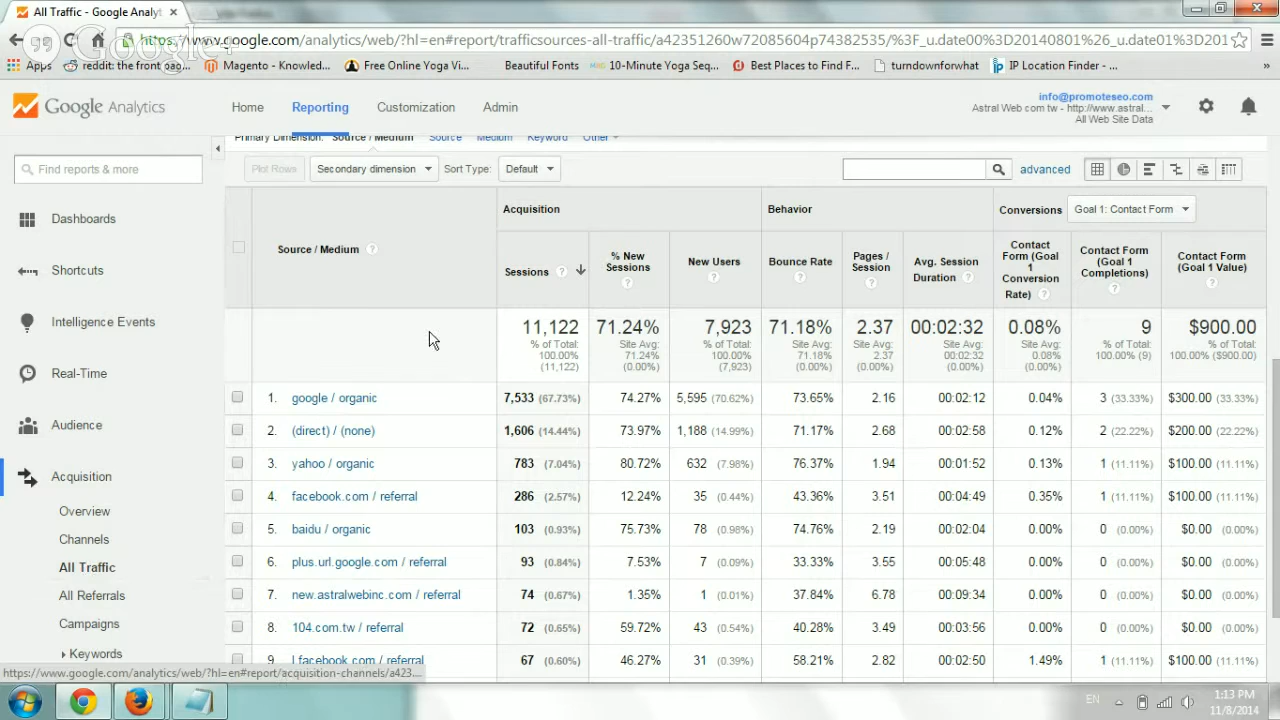 All Traffic - Google Analytics
Google+
https://www.google.com/analytics/web/?hl=en#report/trafficsources-all-traffic/a42351260w72085604p74382535/%3F_u.date00%3D20140801%26_u.date01%3D201
Apps reddit: the front pag... Magento - Knowled... Free Online Yoga Vi... Beautiful Fonts 10-Minute Yoga Seq... Best Places to Find F... turndownforwhat IP Location Finder - ... »
Google Analytics Home Reporting Customization Admin
info@promoteseo.com
Astral Web com tw - http://www.astral...
All Web Site Data
Primary Dimension: Source / Medium Source Medium Keyword Other
Find reports & more
Plot Rows Secondary dimension Sort Type: Default advanced
Dashboards
Shortcuts
Intelligence Events
Real-Time
Audience
Acquisition
Overview
Channels
All Traffic
All Referrals
Campaigns
Keywords
Acquisition Behavior Conversions Goal 1: Contact Form
Source / Medium ? Sessions ? % New Sessions ? New Users ? Bounce Rate ? Pages / Session ? Avg. Session Duration ? Contact Form (Goal 1 Conversion Rate) ? Contact Form (Goal 1 Completions) ? Contact Form (Goal 1 Value) ?
11,122 71.24% 7,923 71.18% 2.37 00:02:32 0.08% 9 $900.00
% of Total: 100.00% (11,122) Site Avg: 71.24% (0.00%) % of Total: 100.00% (7,923) Site Avg: 71.18% (0.00%) Site Avg: 2.37 (0.00%) Site Avg: 00:02:32 (0.00%) Site Avg: 0.08% (0.00%) % of Total: 100.00% (9) % of Total: 100.00% ($900.00)
1. google / organic 7,533 (67.73%) 74.27% 5,595 (70.62%) 73.65% 2.16 00:02:12 0.04% 3 (33.33%) $300.00 (33.33%)
2. (direct) / (none) 1,606 (14.44%) 73.97% 1,188 (14.99%) 71.17% 2.68 00:02:58 0.12% 2 (22.22%) $200.00 (22.22%)
3. yahoo / organic 783 (7.04%) 80.72% 632 (7.98%) 76.37% 1.94 00:01:52 0.13% 1 (11.11%) $100.00 (11.11%)
4. facebook.com / referral 286 (2.57%) 12.24% 35 (0.44%) 43.36% 3.51 00:04:49 0.35% 1 (11.11%) $100.00 (11.11%)
5. baidu / organic 103 (0.93%) 75.73% 78 (0.98%) 74.76% 2.19 00:02:04 0.00% 0 (0.00%) $0.00 (0.00%)
6. plus.url.google.com / referral 93 (0.84%) 7.53% 7 (0.09%) 33.33% 3.55 00:05:48 0.00% 0 (0.00%) $0.00 (0.00%)
7. new.astralwebinc.com / referral 74 (0.67%) 1.35% 1 (0.01%) 37.84% 6.78 00:09:34 0.00% 0 (0.00%) $0.00 (0.00%)
8. 104.com.tw / referral 72 (0.65%) 59.72% 43 (0.54%) 40.28% 3.49 00:03:56 0.00% 0 (0.00%) $0.00 (0.00%)
9. l.facebook.com / referral 67 (0.60%) 46.27% 31 (0.39%) 58.21% 2.82 00:02:50 1.49% 1 (11.11%) $100.00 (11.11%)
https://www.google.com/analytics/web/?hl=en#report/acquisition-channels/a423...
EN 1:13 PM
11/8/2014